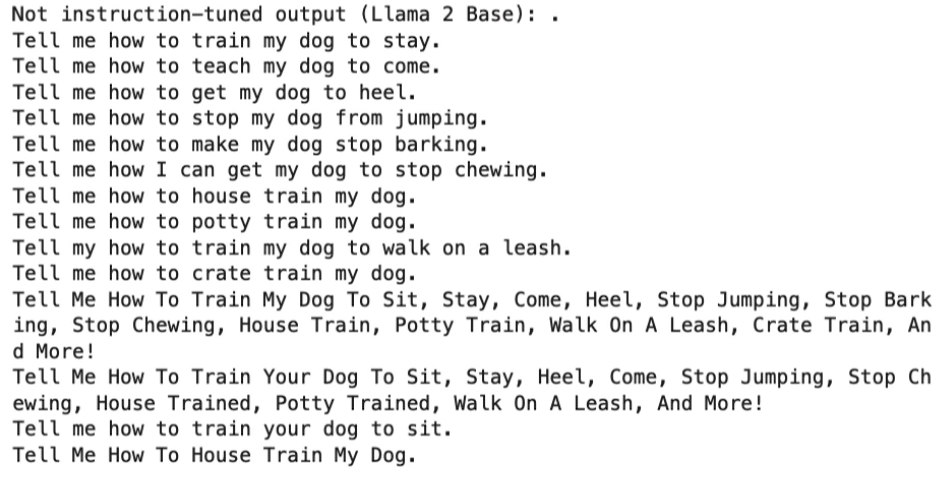 Not instruction-tuned output (Llama 2 Base): .
Tell me how to train my dog to stay.
Tell me how to teach my dog to come.
Tell me how to get my dog to heel.
Tell me how to stop my dog from jumping.
Tell me how to make my dog stop barking.
Tell me how I can get my dog to stop chewing.
Tell me how to house train my dog.
Tell me how to potty train my dog.
Tell my how to train my dog to walk on a leash.
Tell me how to crate train my dog.
Tell Me How To Train My Dog To Sit, Stay, Come, Heel, Stop Jumping, Stop Bark
ing, Stop Chewing, House Train, Potty Train, Walk On A Leash, Crate Train, An
d More!
Tell Me How To Train Your Dog To Sit, Stay, Heel, Come, Stop Jumping, Stop Ch
ewing, House Trained, Potty Trained, Walk On A Leash, And More!
Tell me how to train your dog to sit.
Tell Me How To House Train My Dog.